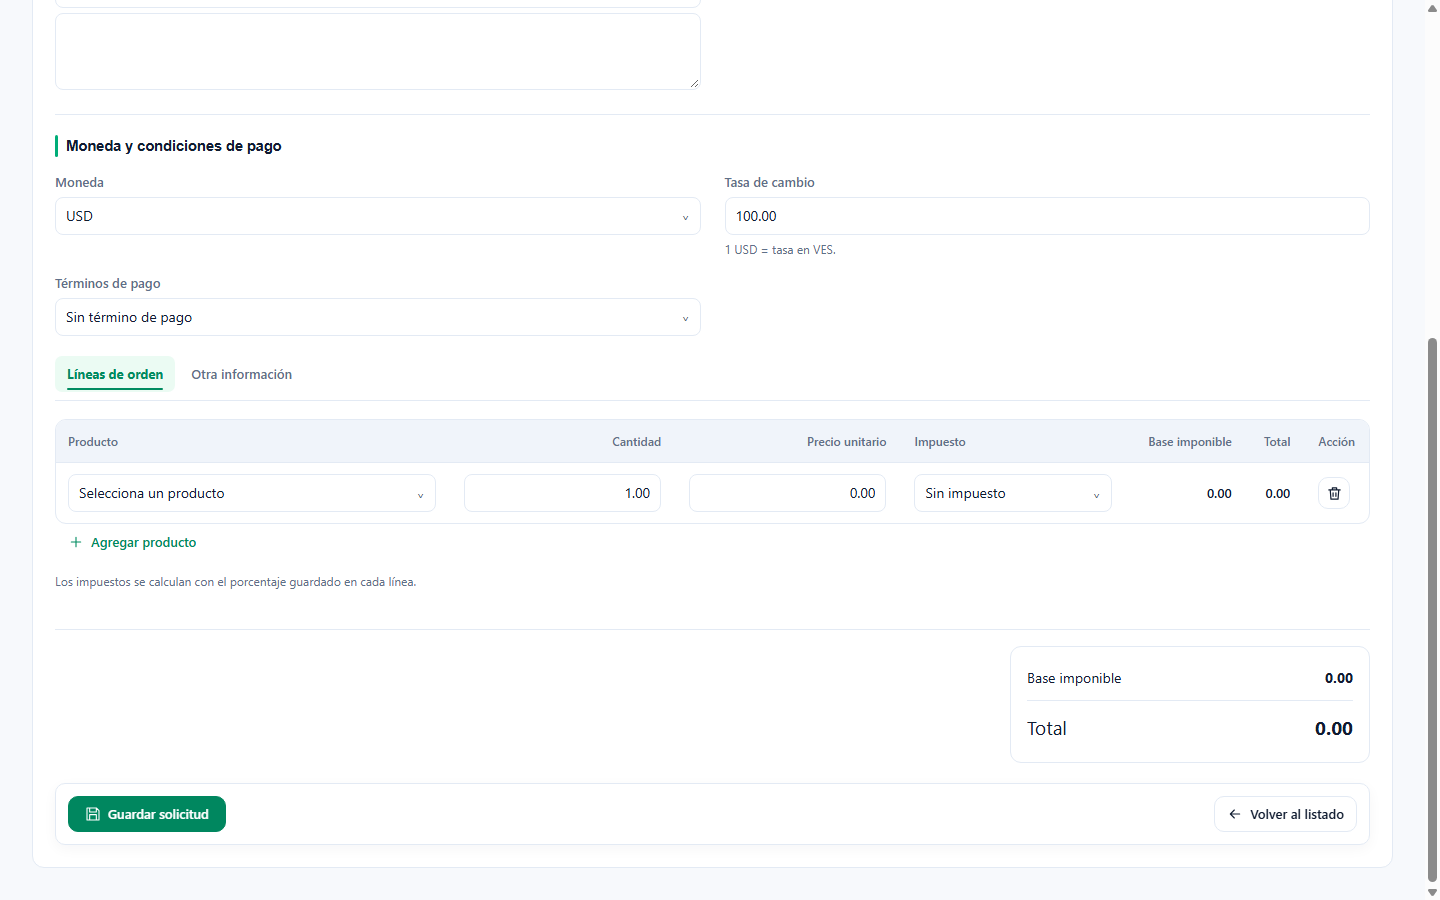 Moneda y condiciones de pago
Moneda
Tasa de cambio
USD
100.00
1 USD = tasa en VES.
Términos de pago
Sin término de pago
Líneas de orden
Otra información
Producto Cantidad Precio unitario Impuesto Base imponible Total Acción
Selecciona un producto 1.00 0.00 Sin impuesto 0.00 0.00
Agregar producto
Los impuestos se calculan con el porcentaje guardado en cada línea.
Base imponible 0.00
Total 0.00
Guardar solicitud
Volver al listado